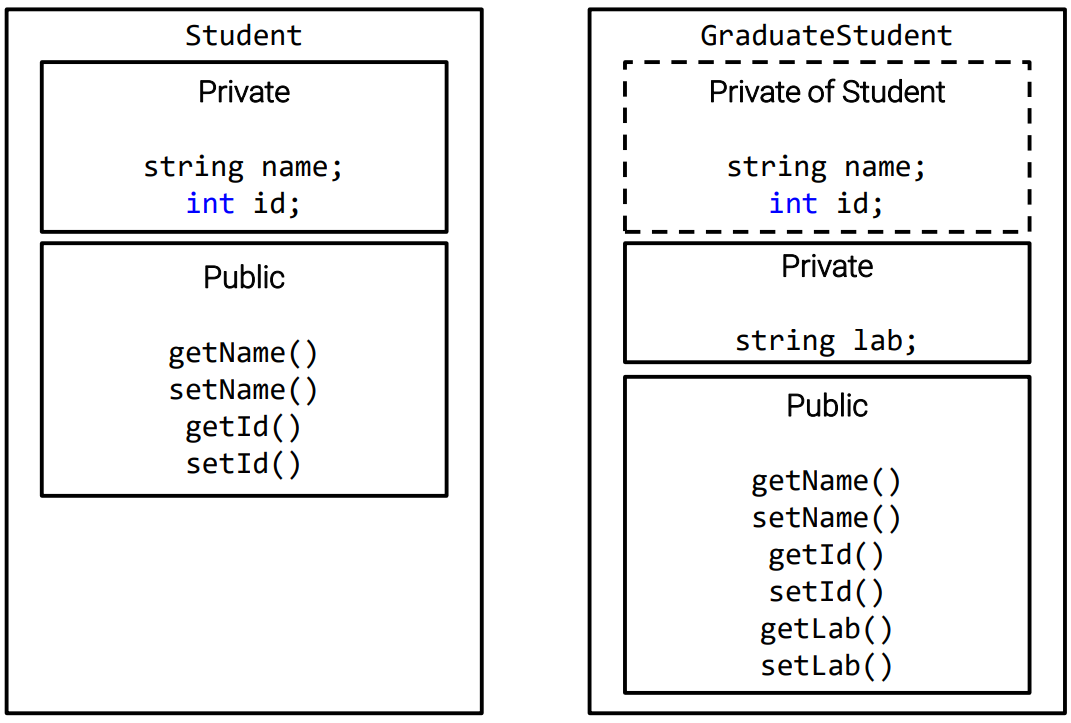 Student
Private
string name;
int id;
Public
getName()
setName()
getId()
setId()
GraduateStudent
Private of Student
string name;
int id;
Private
string lab;
Public
getName()
setName()
getId()
setId()
getLab()
setLab()